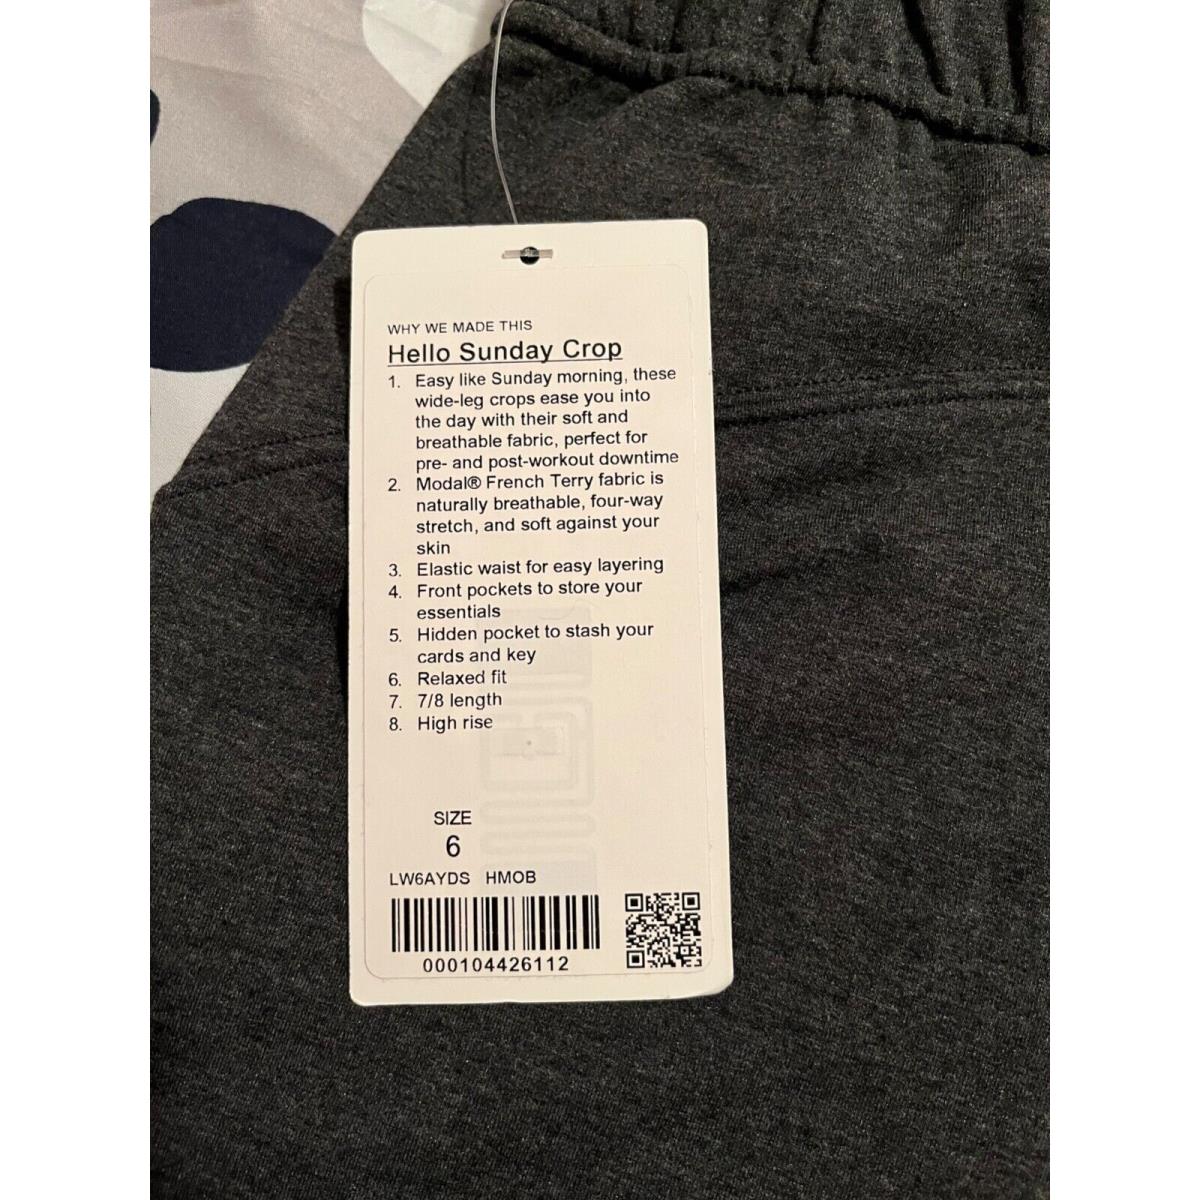 WHY WE MADE THIS
Hello Sunday Crop
1. Easy like Sunday morning, these
wide-leg crops ease you into
the day with their soft and
breathable fabric, perfect for
pre- and post-workout downtime
2. Modal® French Terry fabric is
naturally breathable, four-way
stretch, and soft against your
skin
3. Elastic waist for easy layering
4. Front pockets to store your
essentials
5. Hidden pocket to stash your
cards and key
6. Relaxed fit
7. 7/8 length
8. High rise
SIZE
6
LW6AYDS HMOB
000104426112